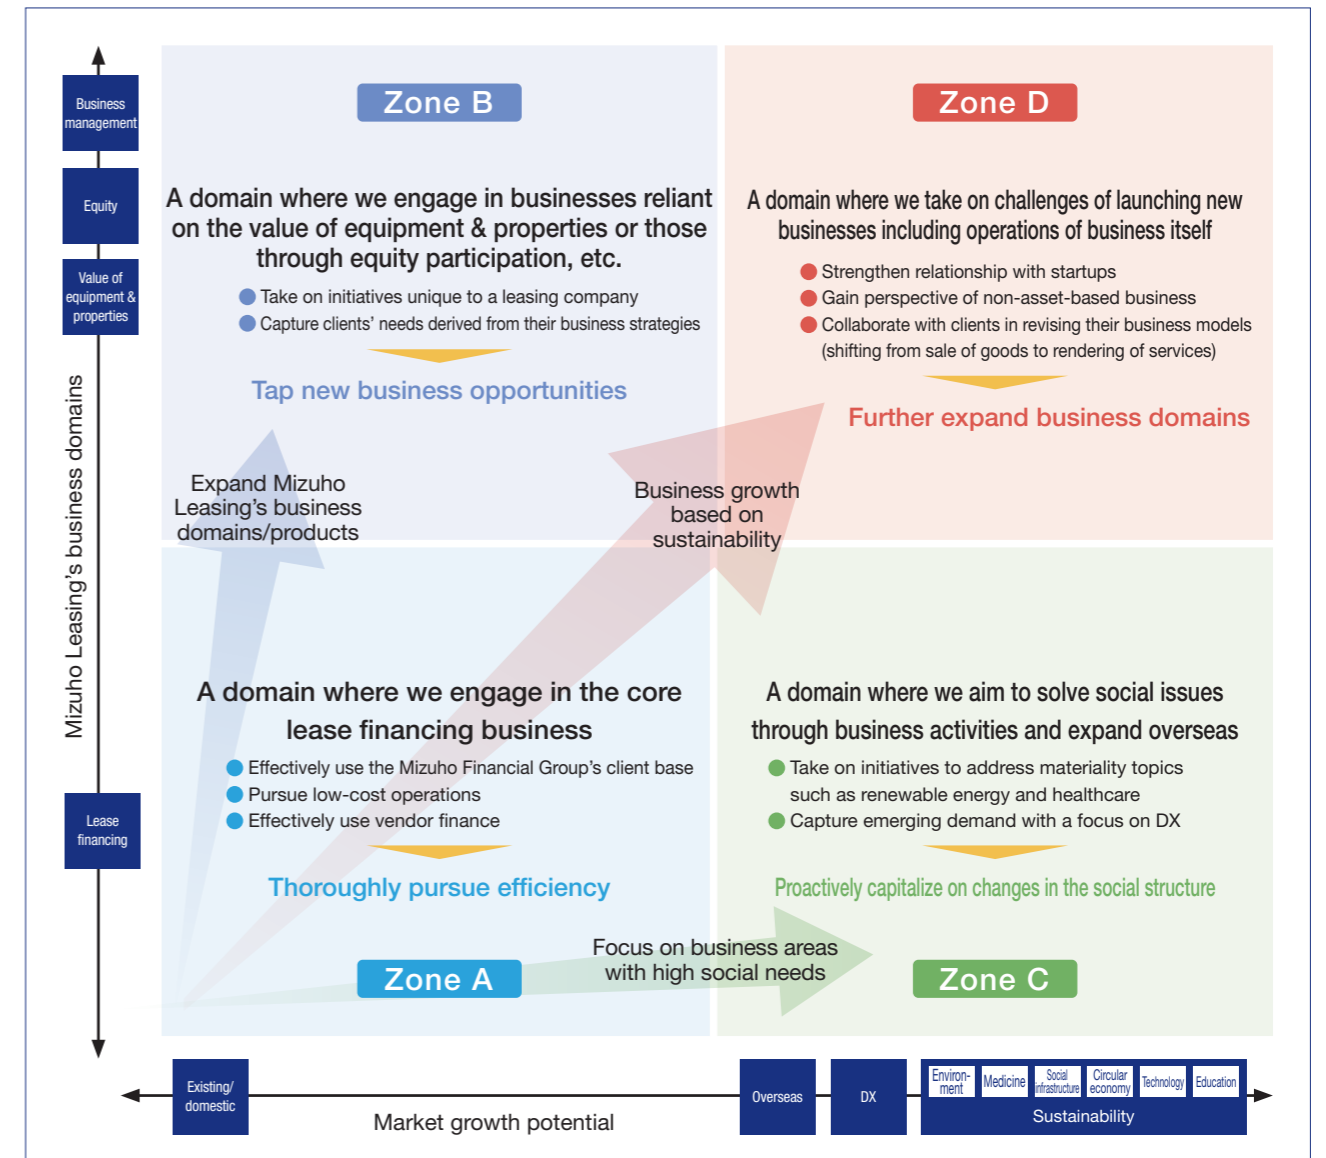 Business
management
Equity
Value of
equipment &
properties
Mizuho Leasing's business domains
Lease
financing
Zone B
A domain where we engage in businesses reliant
on the value of equipment & properties or those
through equity participation, etc.
Take on initiatives unique to a leasing company
Capture clients' needs derived from their business strategies
Tap new business opportunities
Expand Mizuho
Leasing's business
domains/products
Zone D
A domain where we take on challenges of launching new
businesses including operations of business itself
Strengthen relationship with startups
Gain perspective of non-asset-based business
Collaborate with clients in revising their business models
(shifting from sale of goods to rendering of services)
Further expand business domains
Business growth
based on
sustainability
A domain where we engage in the core
lease financing business
Effectively use the Mizuho Financial Group's client base
Pursue low-cost operations
Effectively use vendor finance
Thoroughly pursue efficiency
Zone A
A domain where we aim to solve social issues
through business activities and expand overseas
Take on initiatives to address materiality topics
such as renewable energy and healthcare
Capture emerging demand with a focus on DX
Proactively capitalize on changes in the social structure
Focus on business areas
with high social needs
Zone C
Existing/
domestic
Market growth potential
Overseas
DX
Environ-
ment
Medicine
Social
infrastructure
Circular
economy
Technology
Education
Sustainability